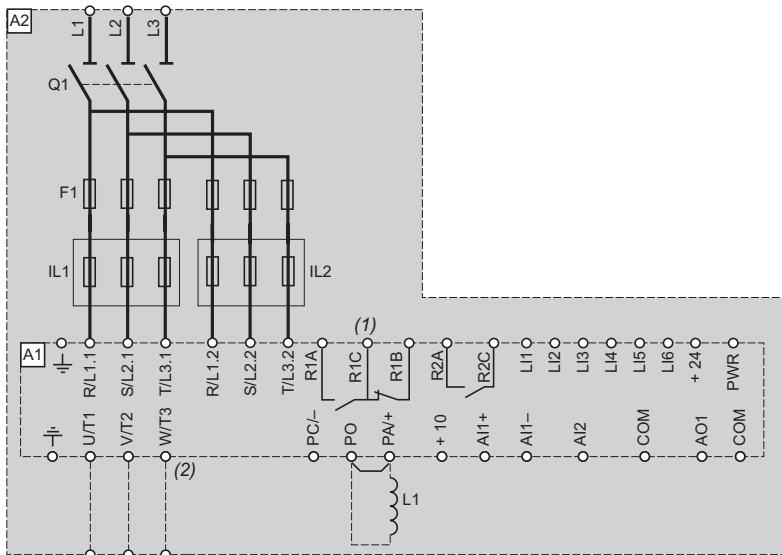 A2
L1
L2
L3
Q1
F1
IL1
IL2
(1)
A1
R/L1.1
S/L2.1
T/L3.1
R/L1.2
S/L2.2
T/L3.2
R1A
R1C
R1B
R2A
R2C
LI1
LI2
LI3
LI4
LI5
LI6
+ 24
PWR
U/T1
V/T2
W/T3
PC/–
PO
PA/+
+ 10
AI1+
AI1–
AI2
COM
AO1
COM
(2)
L1